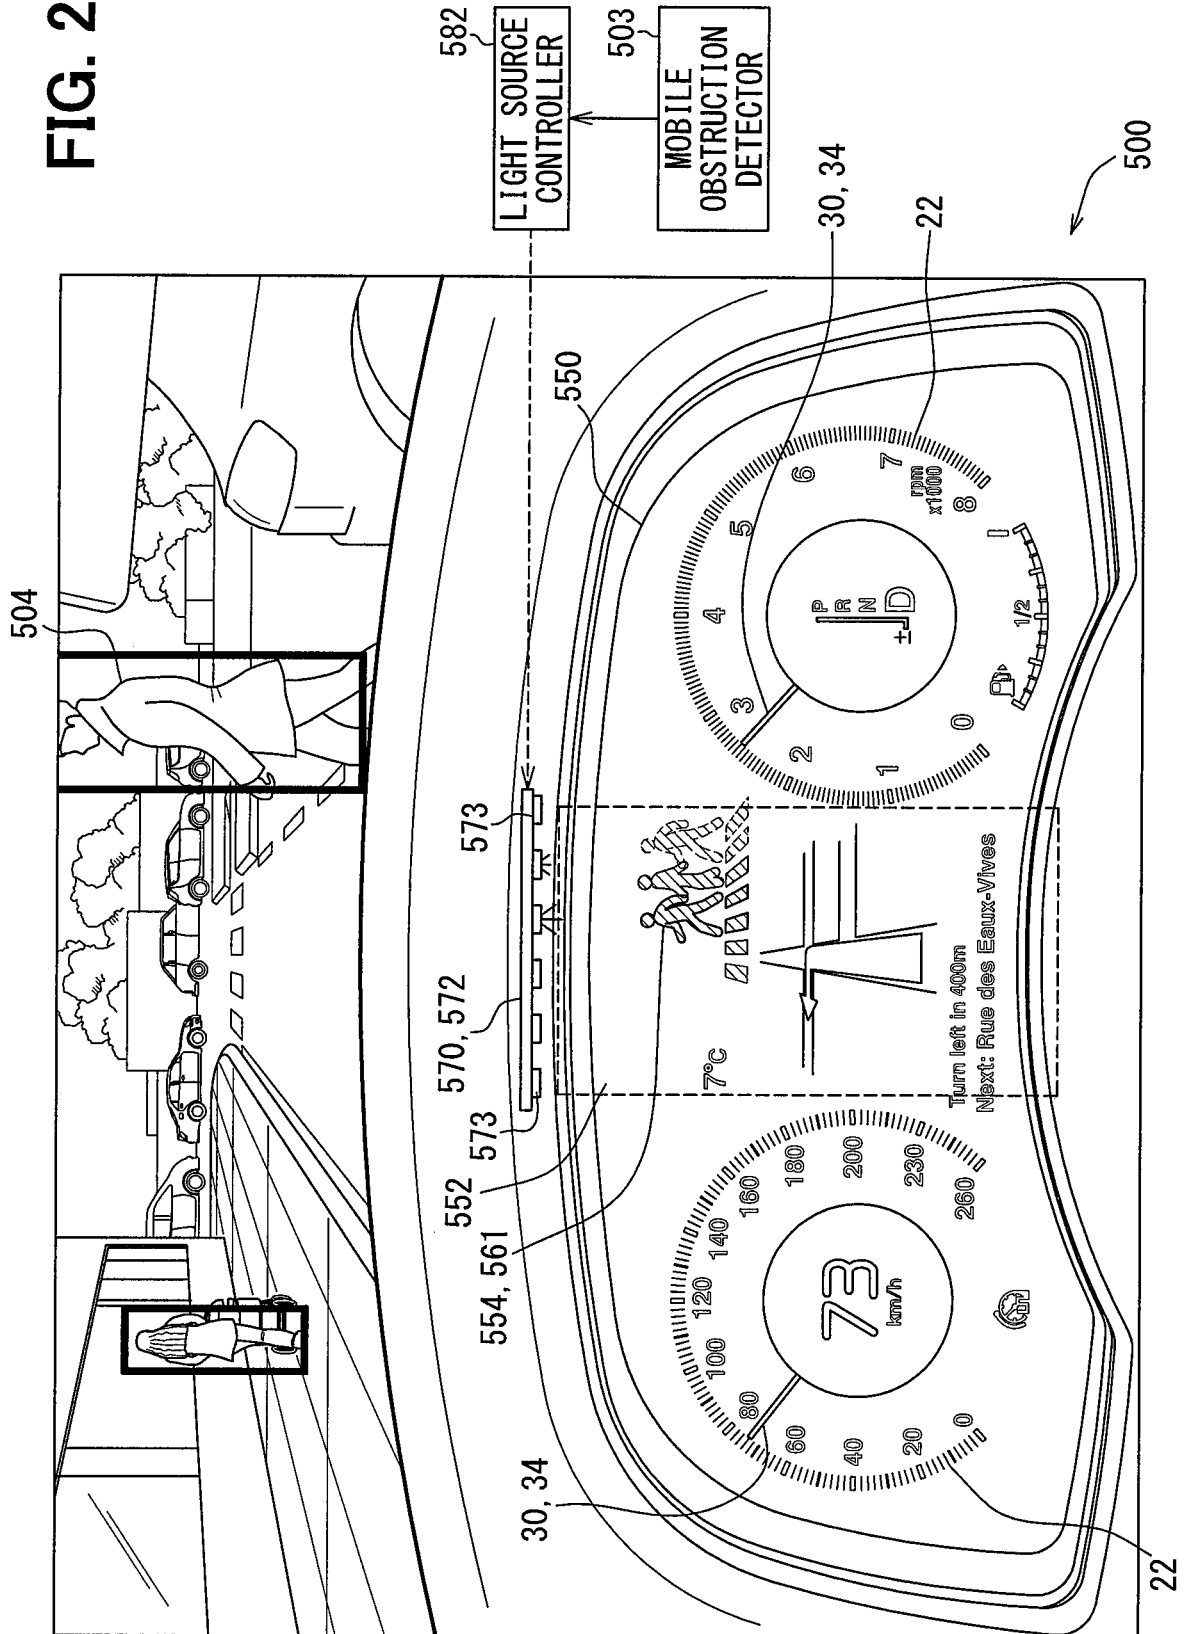 FIG. 2
582
LIGHT SOURCE
CONTROLLER
503
MOBILE
OBSTRUCTION
DETECTOR
504
500
573
570, 572
573
550
552
554, 561
30, 34
22
30, 34
22
0
20
40
60
80
100
120
140
160
180
200
230
260
73
km/h
7°C
Turn left in 400m
Next: Rue des Eaux-Vives
0
1
2
3
4
5
6
7
8
rpm
x1000
P
R
N
D
±
1/2